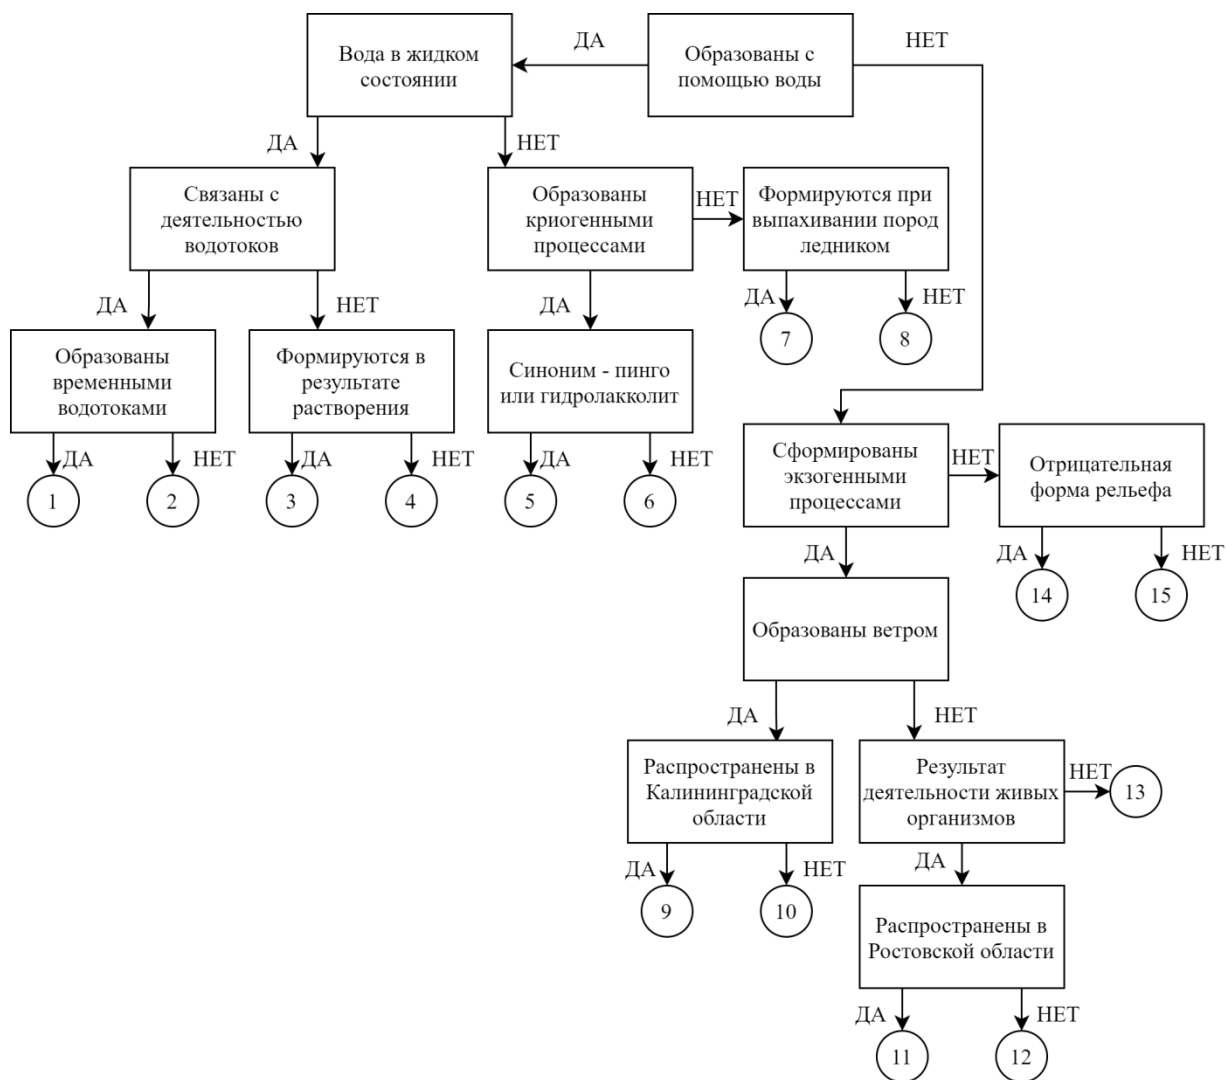 Вода в жидком
состоянии
ДА
Образованы с
помощью воды
НЕТ
ДА
НЕТ
Связаны с
деятельностью
водотоков
Образованы
криогенными
процессами
НЕТ
Формируются при
выпахивании пород
ледником
ДА
НЕТ
ДА
ДА
НЕТ
7
8
Образованы
временными
водотоками
Формируются в
результате
растворения
Синоним - пинго
или гидролакколит
ДА
НЕТ
ДА
НЕТ
ДА
НЕТ
1
2
3
4
5
6
Сформированы
экзогенными
процессами
НЕТ
Отрицательная
форма рельефа
ДА
ДА
НЕТ
14
15
Образованы ветром
ДА
НЕТ
Распространены в
Калининградской
области
Результат
деятельности живых
организмов
НЕТ
13
ДА
НЕТ
ДА
9
10
Распространены в
Ростовской области
ДА
НЕТ
11
12